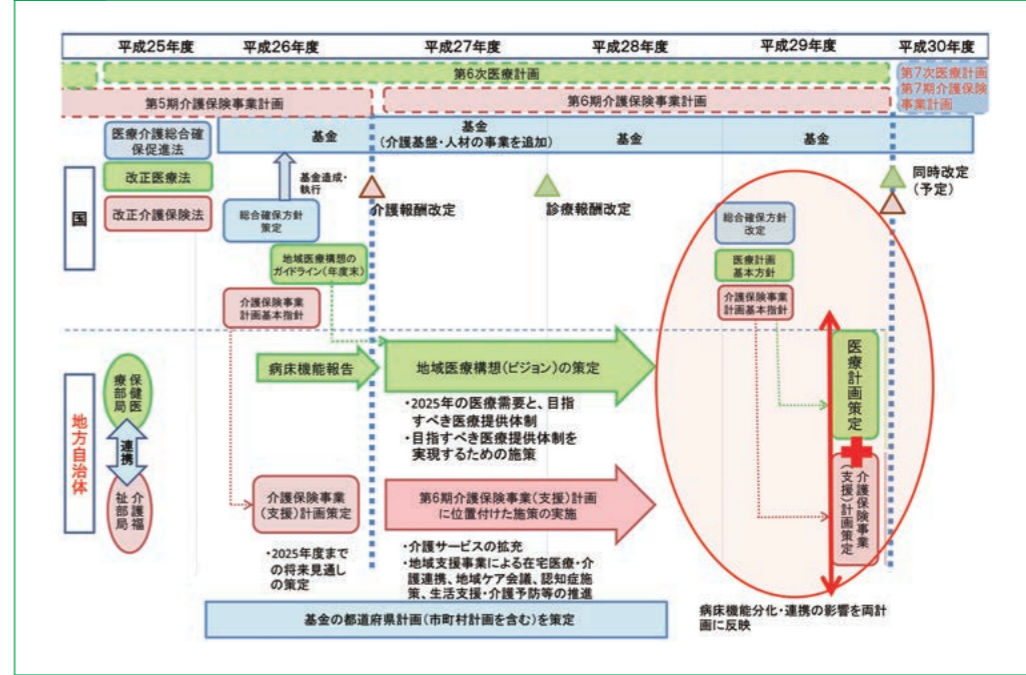 平成25年度
平成26年度
平成27年度
平成28年度
平成29年度
平成30年度
第6次医療計画
第7次医療計画
第7期介護保険
事業計画
第5期介護保険事業計画
第6期介護保険事業計画
医療介護総合確
保促進法
基金
基金
(介護基盤・人材の事業を追加)
基金
基金
国
改正医療法
改正介護保険法
基金造成・
執行
総合確保方針
策定
介護報酬改定
診療報酬改定
同時改定
(予定)
総合確保方針
改定
地域医療構想の
ガイドライン(年度末)
医療計画
基本方針
介護保険事業
計画基本指針
介護保険事業
計画基本指針
地方自治体
保健医
療部局
連携
介護福
祉部局
病床機能報告
地域医療構想(ビジョン)の策定
・2025年の医療需要と、目指
すべき医療提供体制
・目指すべき医療提供体制を
実現するための施策
医療計画策定
介護保険事業
(支援)計画策定
第6期介護保険事業(支援)計画
に位置付けた施策の実施
介護保険事業
(支援)計画策定
・2025年度まで
の将来見通し
の策定
・介護サービスの拡充
・地域支援事業による在宅医療・介
護連携、地域ケア会議、認知症施
策、生活支援・介護予防等の推進
基金の都道府県計画(市町村計画を含む)を策定
病床機能分化・連携の影響を両計
画に反映